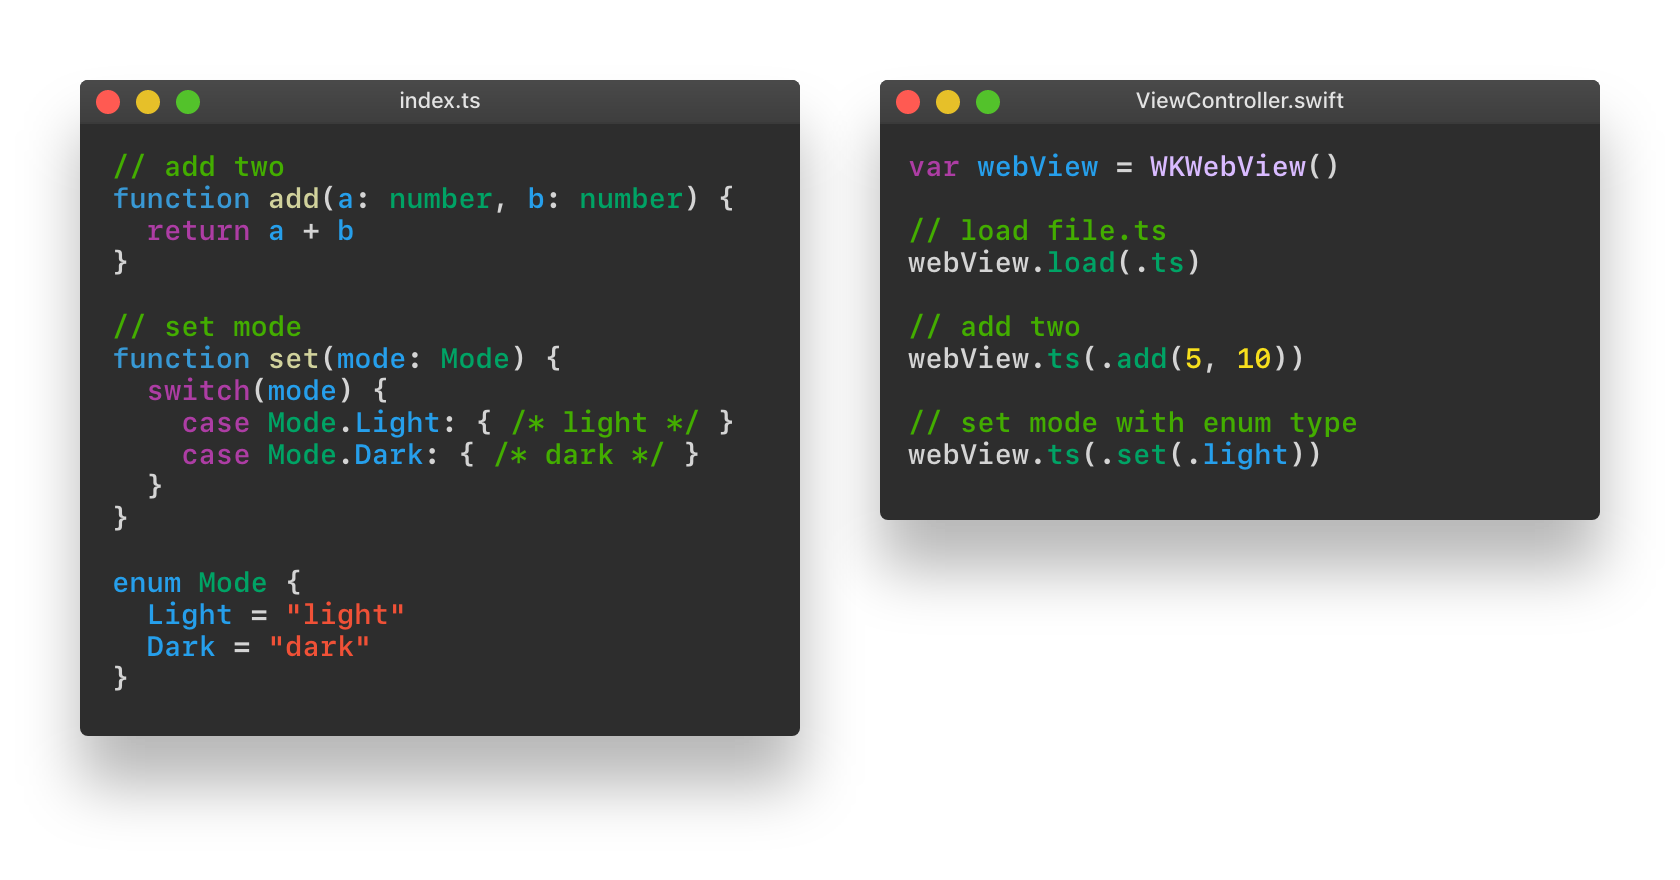 index.ts
// add two
function add(a: number, b: number) {
  return a + b
}
// set mode
function set(mode: Mode) {
  switch(mode) {
    case Mode.Light: { /* light */ }
    case Mode.Dark: { /* dark */ }
  }
}
enum Mode {
  Light = "light"
  Dark = "dark"
}
ViewController.swift
var webView = WKWebView()
// load file.ts
webView.load(.ts)
// add two
webView.ts(.add(5, 10))
// set mode with enum type
webView.ts(.set(.light))